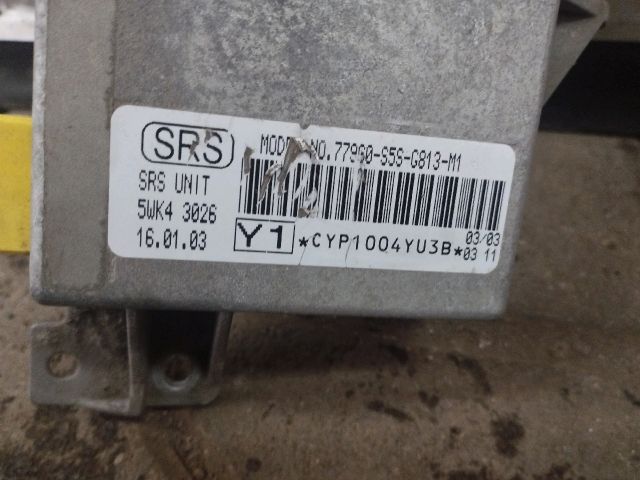 SRS
NO.77960-S5S-G813-M1
SRS UNIT
5WK4 3026
16.01.03
Y1
*CYP1004YU3B*
03/03
03 11